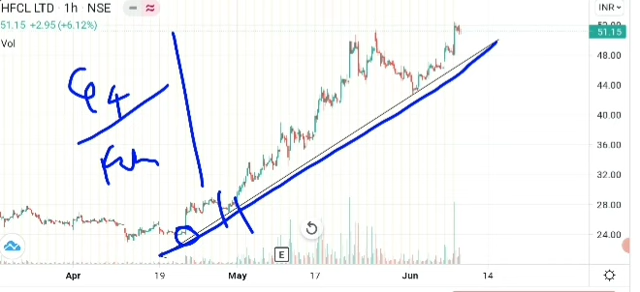 HFCL LTD · 1h · NSE
INR
51.15 +2.95 (+6.12%)
Vol
52.00
51.15
48.00
44.00
40.00
36.00
32.00
28.00
24.00
Q4
E
Apr 19 May 17 Jun 14